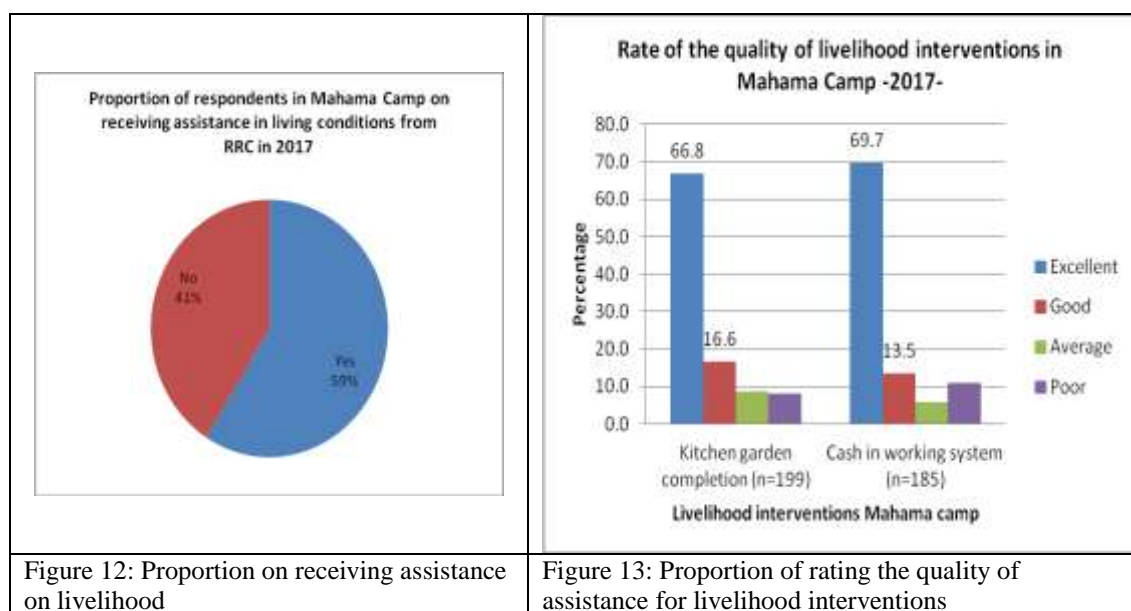 Proportion of respondents in Mahama Camp on
receiving assistance in living conditions from
RRC in 2017
No
41%
Yes
59%
Figure 12: Proportion on receiving assistance
on livelihood
Rate of the quality of livelihood interventions in
Mahama Camp -2017-
80.0
70.0
60.0
50.0
40.0
30.0
20.0
10.0
0.0
Percentage
66.8
16.6
69.7
13.5
Kitchen garden
completion (n=199)
Cash in working system
(n=185)
Livelihood interventions Mahama camp
Excellent
Good
Average
Poor
Figure 13: Proportion of rating the quality of
assistance for livelihood interventions